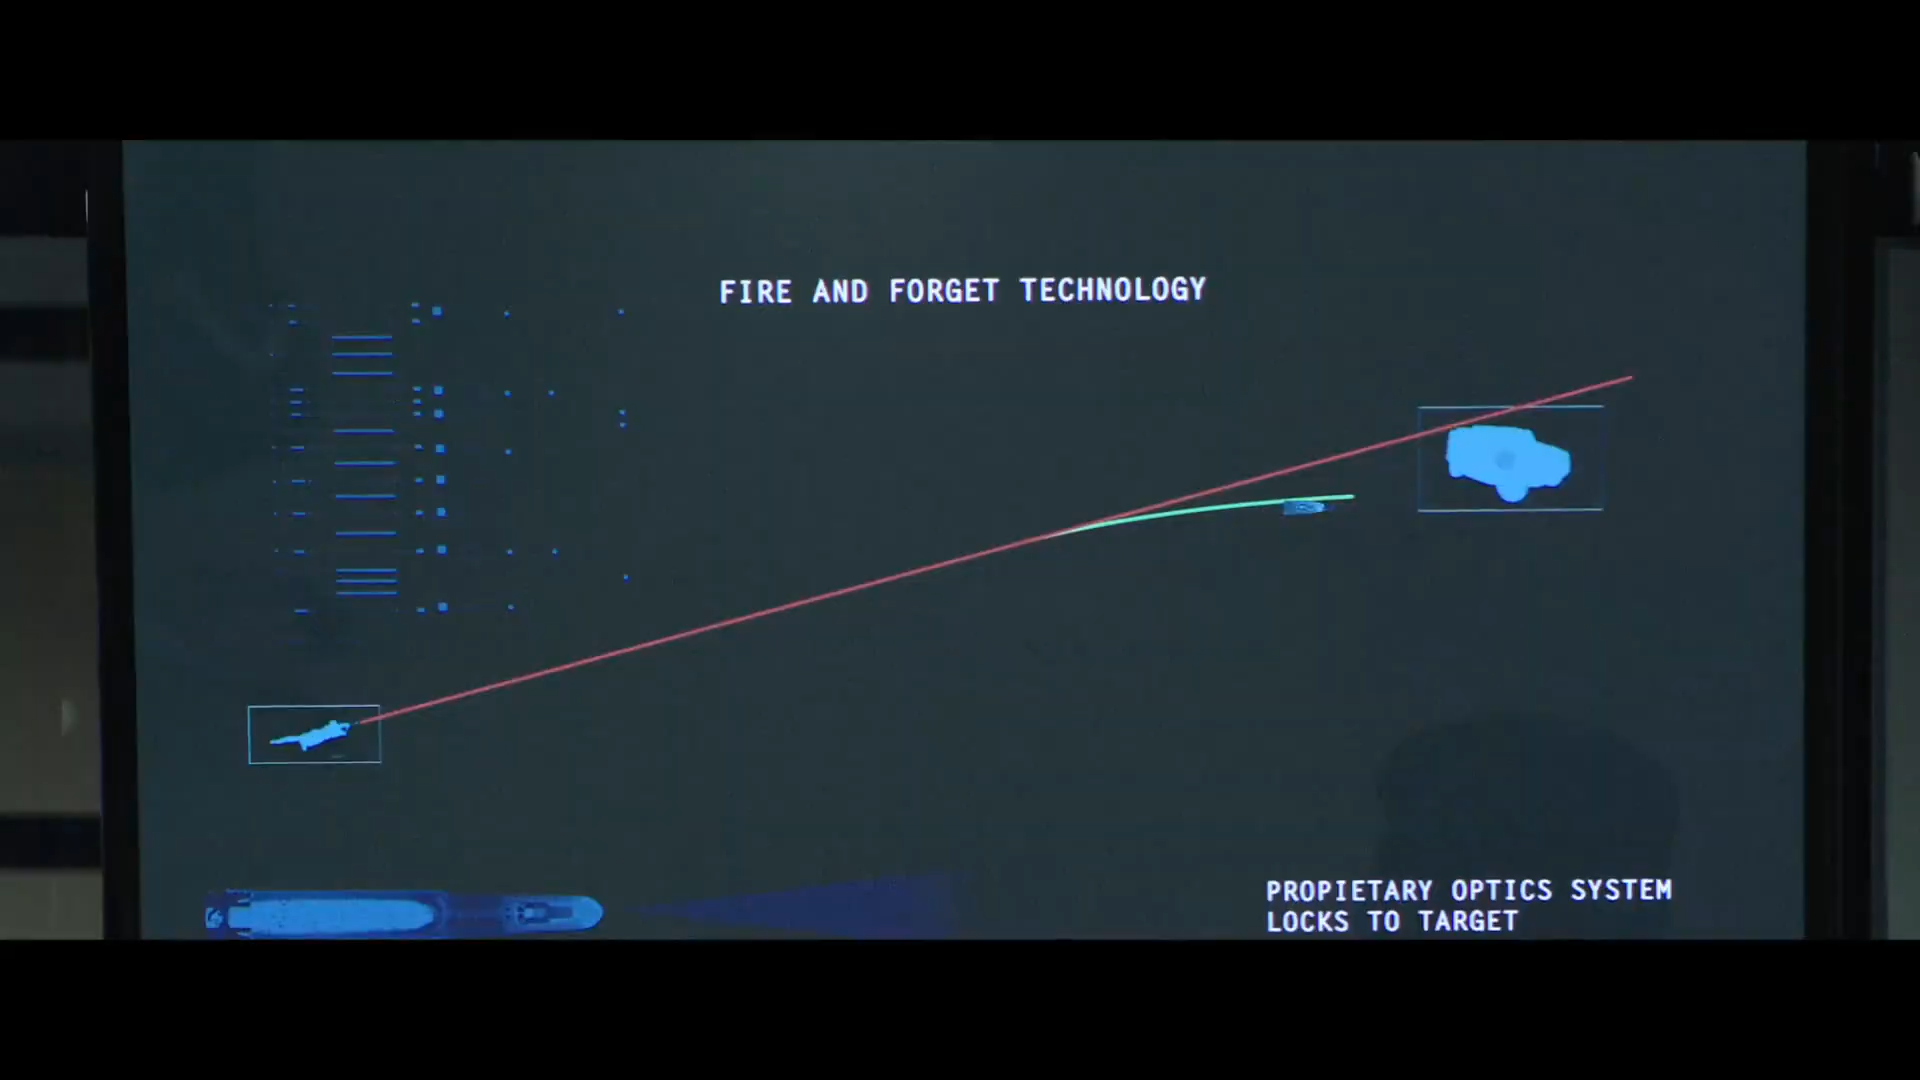 FIRE AND FORGET TECHNOLOGY
PROPIETARY OPTICS SYSTEM
LOCKS TO TARGET